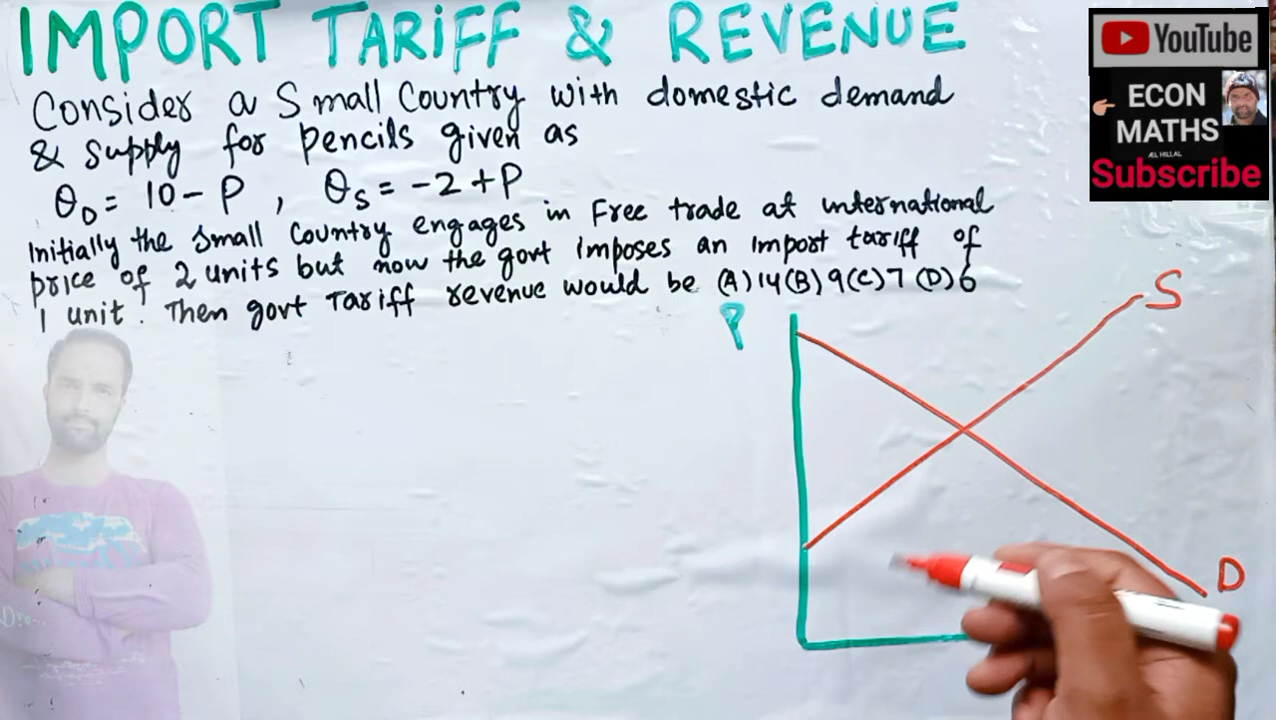 IMPORT TARIFF & REVENUE
Consider a Small Country with domestic demand
& supply for pencils given as
Q_D = 10 - P , Q_S = -2 + P
Initially the small country engages in Free trade at international
price of 2 units but now the govt imposes an import tariff of
1 unit. Then govt Tariff revenue would be (A) 14 (B) 9 (C) 7 (D) 6
P
S
D
YouTube
ECON
MATHS
Subscribe